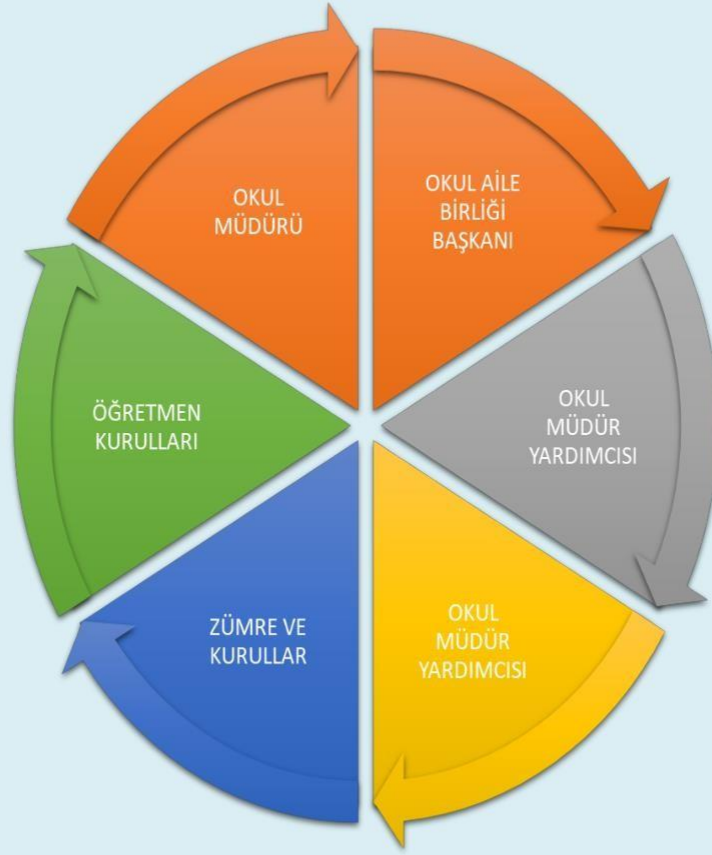 OKUL
MÜDÜRÜ
OKUL AİLE
BİRLİĞİ
BAŞKANI
OKUL
MÜDÜR
YARDIMCISI
OKUL
MÜDÜR
YARDIMCISI
ZÜMRE VE
KURULLAR
ÖĞRETMEN
KURULLARI